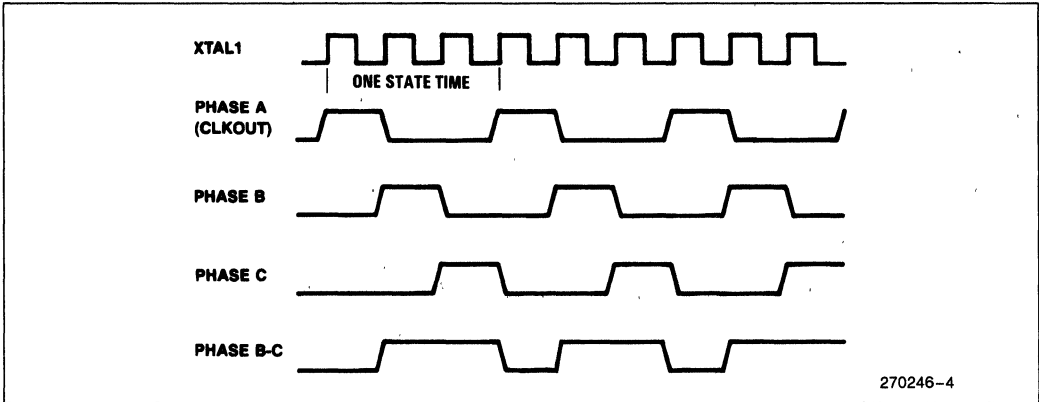 XTAL1
ONE STATE TIME
PHASE A
(CLKOUT)
PHASE B
PHASE C
PHASE B-C
270246-4